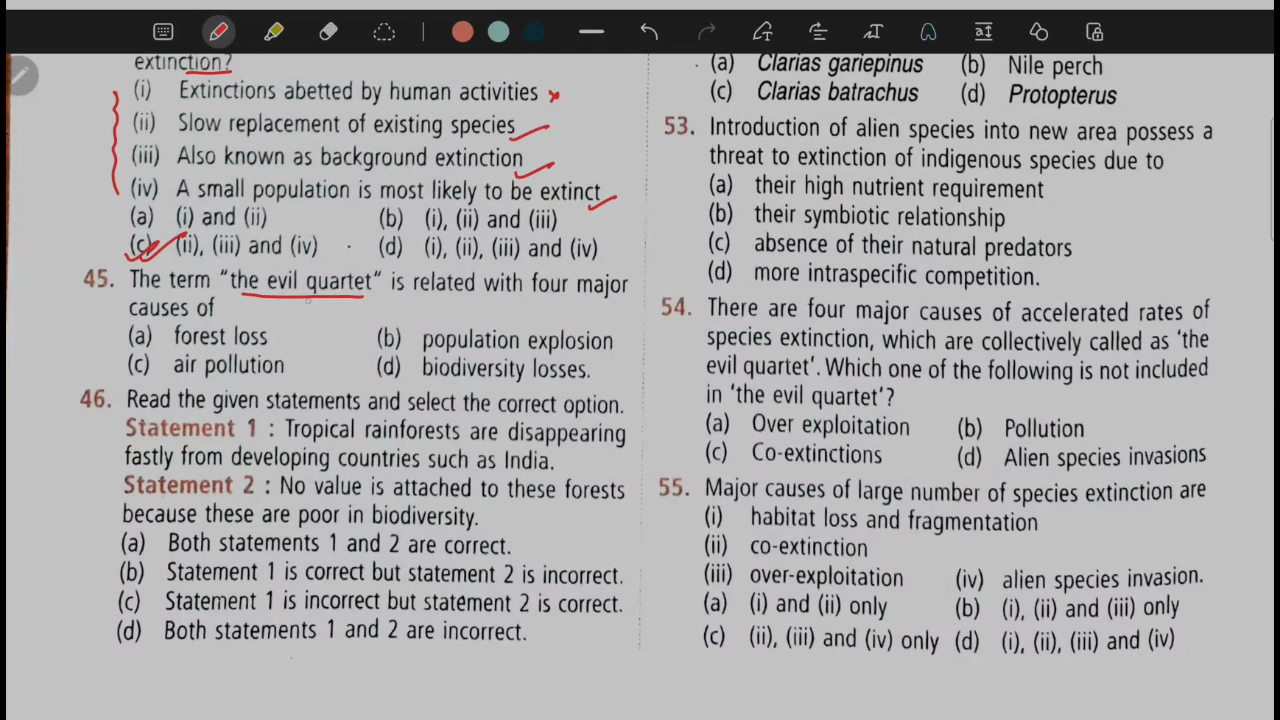 extinction?
(i) Extinctions abetted by human activities
(ii) Slow replacement of existing species
(iii) Also known as background extinction
(iv) A small population is most likely to be extinct
(a) (i) and (ii) (b) (i), (ii) and (iii)
(c) (ii), (iii) and (iv) (d) (i), (ii), (iii) and (iv)
45. The term "the evil quartet" is related with four major
causes of
(a) forest loss (b) population explosion
(c) air pollution (d) biodiversity losses.
46. Read the given statements and select the correct option.
Statement 1 : Tropical rainforests are disappearing
fastly from developing countries such as India.
Statement 2 : No value is attached to these forests
because these are poor in biodiversity.
(a) Both statements 1 and 2 are correct.
(b) Statement 1 is correct but statement 2 is incorrect.
(c) Statement 1 is incorrect but statement 2 is correct.
(d) Both statements 1 and 2 are incorrect.
(a) Clarias gariepinus (b) Nile perch
(c) Clarias batrachus (d) Protopterus
53. Introduction of alien species into new area possess a
threat to extinction of indigenous species due to
(a) their high nutrient requirement
(b) their symbiotic relationship
(c) absence of their natural predators
(d) more intraspecific competition.
54. There are four major causes of accelerated rates of
species extinction, which are collectively called as 'the
evil quartet'. Which one of the following is not included
in 'the evil quartet'?
(a) Over exploitation (b) Pollution
(c) Co-extinctions (d) Alien species invasions
55. Major causes of large number of species extinction are
(i) habitat loss and fragmentation
(ii) co-extinction
(iii) over-exploitation (iv) alien species invasion.
(a) (i) and (ii) only (b) (i), (ii) and (iii) only
(c) (ii), (iii) and (iv) only (d) (i), (ii), (iii) and (iv)